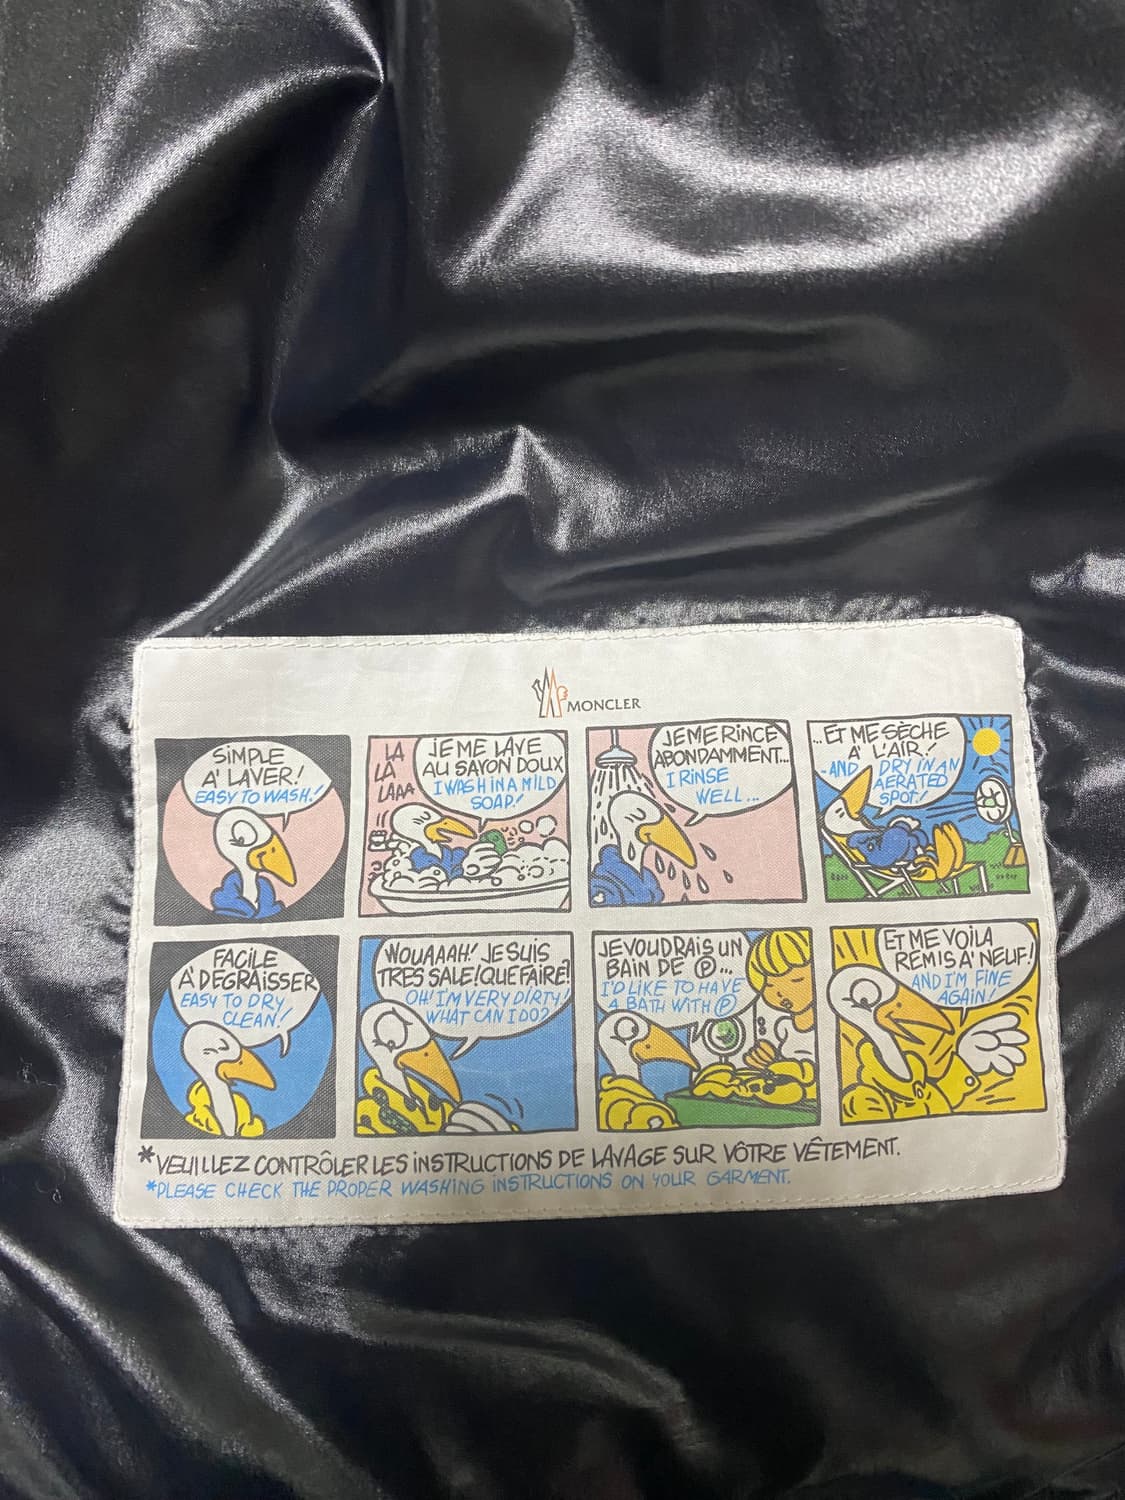 MONCLER
SIMPLE
A' LAVER!
EASY TO WASH!
LA
LA
LAAA
JE ME LAVE
AU SAVON DOUX
I WASH IN A MILD
SOAP!
JE ME RINCE
ABONDAMMENT...
I RINSE
WELL...
...ET ME SÈCHE
A' L'AIR!
-AND I DRY IN AN
AERATED
SPOT!
FACILE
A' DEGRAISSER
EASY TO DRY
CLEAN!
WOUAAAH! JE SUIS
TRES SALE! QUE FAIRE?
OH! I'M VERY DIRTY!
WHAT CAN I DO?
JE VOUDRAIS UN
BAIN DE Ⓟ...
I'D LIKE TO HAVE
A BATH WITH Ⓟ
ET ME VOILA
REMIS A' NEUF!
AND I'M FINE
AGAIN!
*VEUILLEZ CONTRÔLER LES INSTRUCTIONS DE LAVAGE SUR VÔTRE VÊTEMENT.
*PLEASE CHECK THE PROPER WASHING INSTRUCTIONS ON YOUR GARMENT.